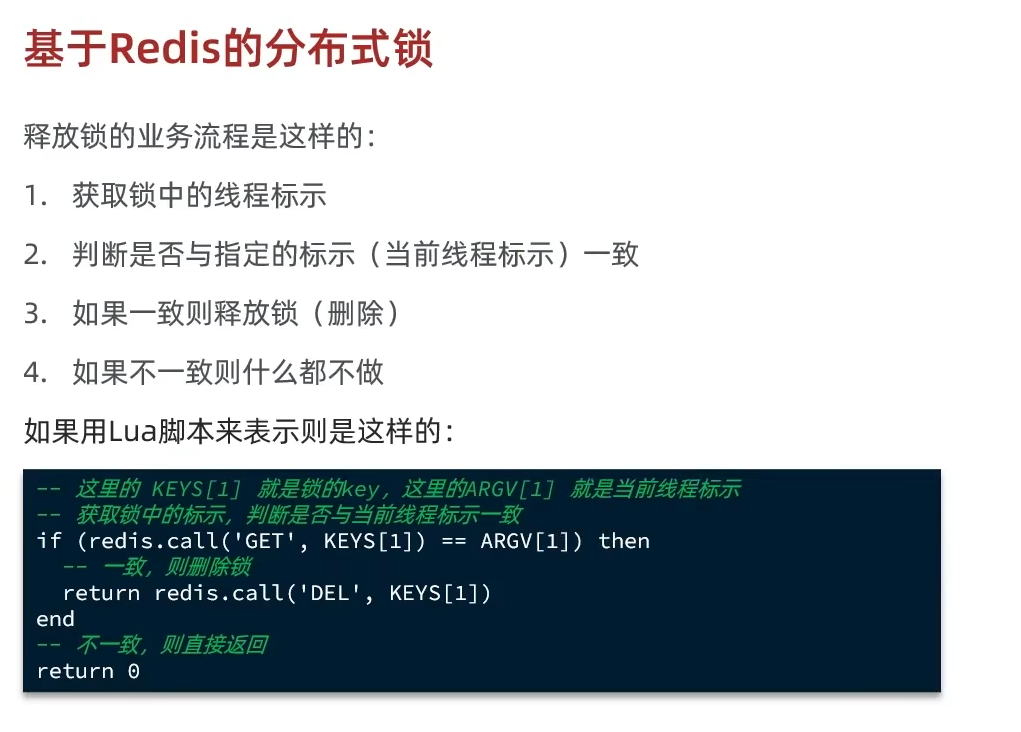 基于Redis的分布式锁
释放锁的业务流程是这样的：
1. 获取锁中的线程标示
2. 判断是否与指定的标示（当前线程标示）一致
3. 如果一致则释放锁（删除）
4. 如果不一致则什么都不做
如果用Lua脚本来表示则是这样的：
-- 这里的 KEYS[1] 就是锁的key，这里的ARGV[1] 就是当前线程标示
-- 获取锁中的标示，判断是否与当前线程标示一致
if (redis.call('GET', KEYS[1]) == ARGV[1]) then
  -- 一致，则删除锁
  return redis.call('DEL', KEYS[1])
end
-- 不一致，则直接返回
return 0